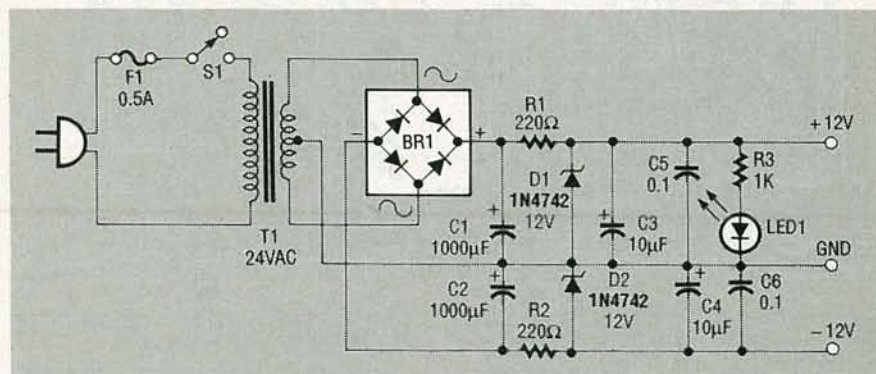 F1
0.5A
S1
T1
24VAC
BR1
−
+
R1
220Ω
D1
1N4742
12V
C1
1000µF
+
C2
1000µF
+
R2
220Ω
D2
1N4742
12V
C3
10µF
+
C5
0.1
R3
1K
LED1
C4
10µF
+
C6
0.1
+12V
GND
−12V